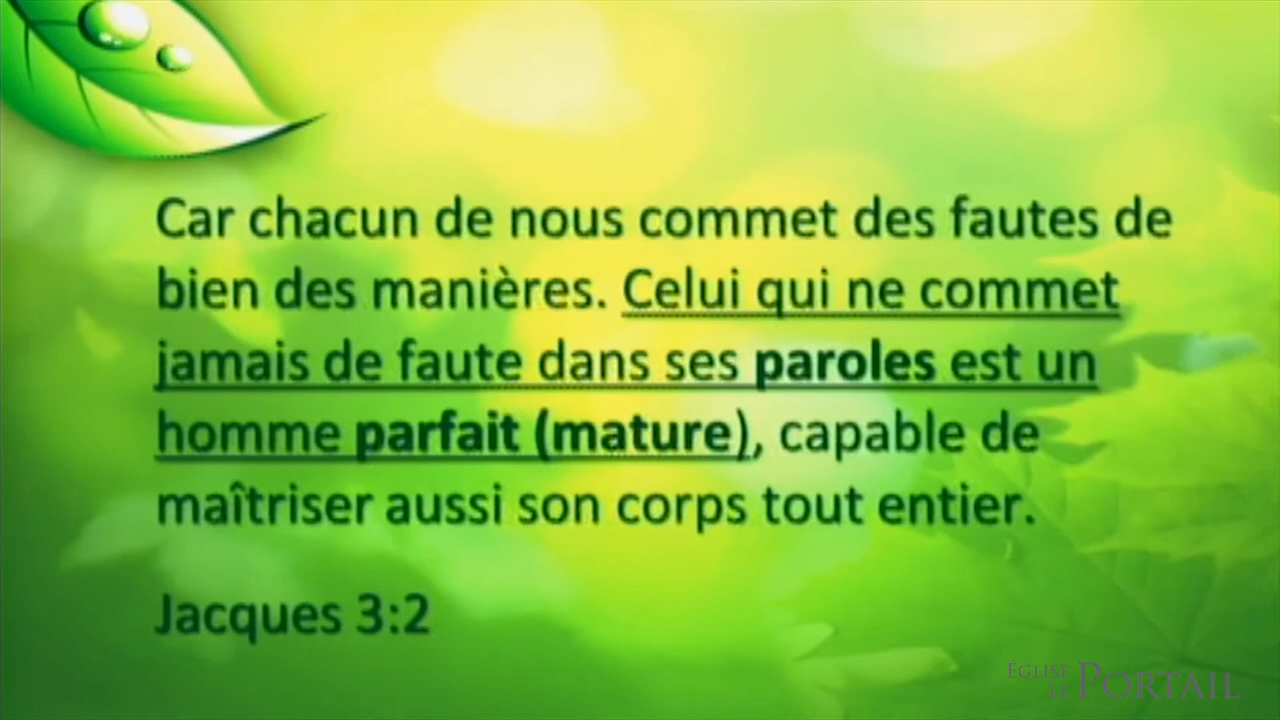 Car chacun de nous commet des fautes de
bien des manières. Celui qui ne commet
jamais de faute dans ses paroles est un
homme parfait (mature), capable de
maîtriser aussi son corps tout entier.
Jacques 3:2
ÉGLISE
LE PORTAIL